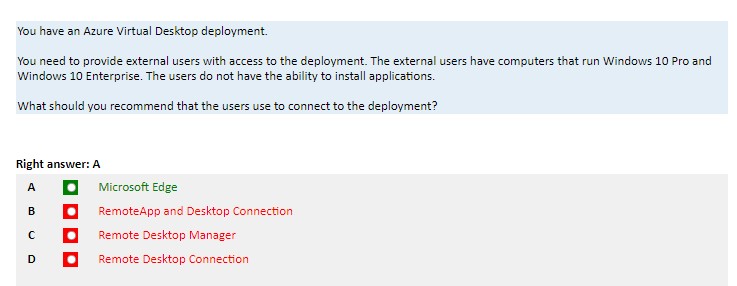 You have an Azure Virtual Desktop deployment.
You need to provide external users with access to the deployment. The external users have computers that run Windows 10 Pro and
Windows 10 Enterprise. The users do not have the ability to install applications.
What should you recommend that the users use to connect to the deployment?
Right answer: A
A Microsoft Edge
B RemoteApp and Desktop Connection
C Remote Desktop Manager
D Remote Desktop Connection